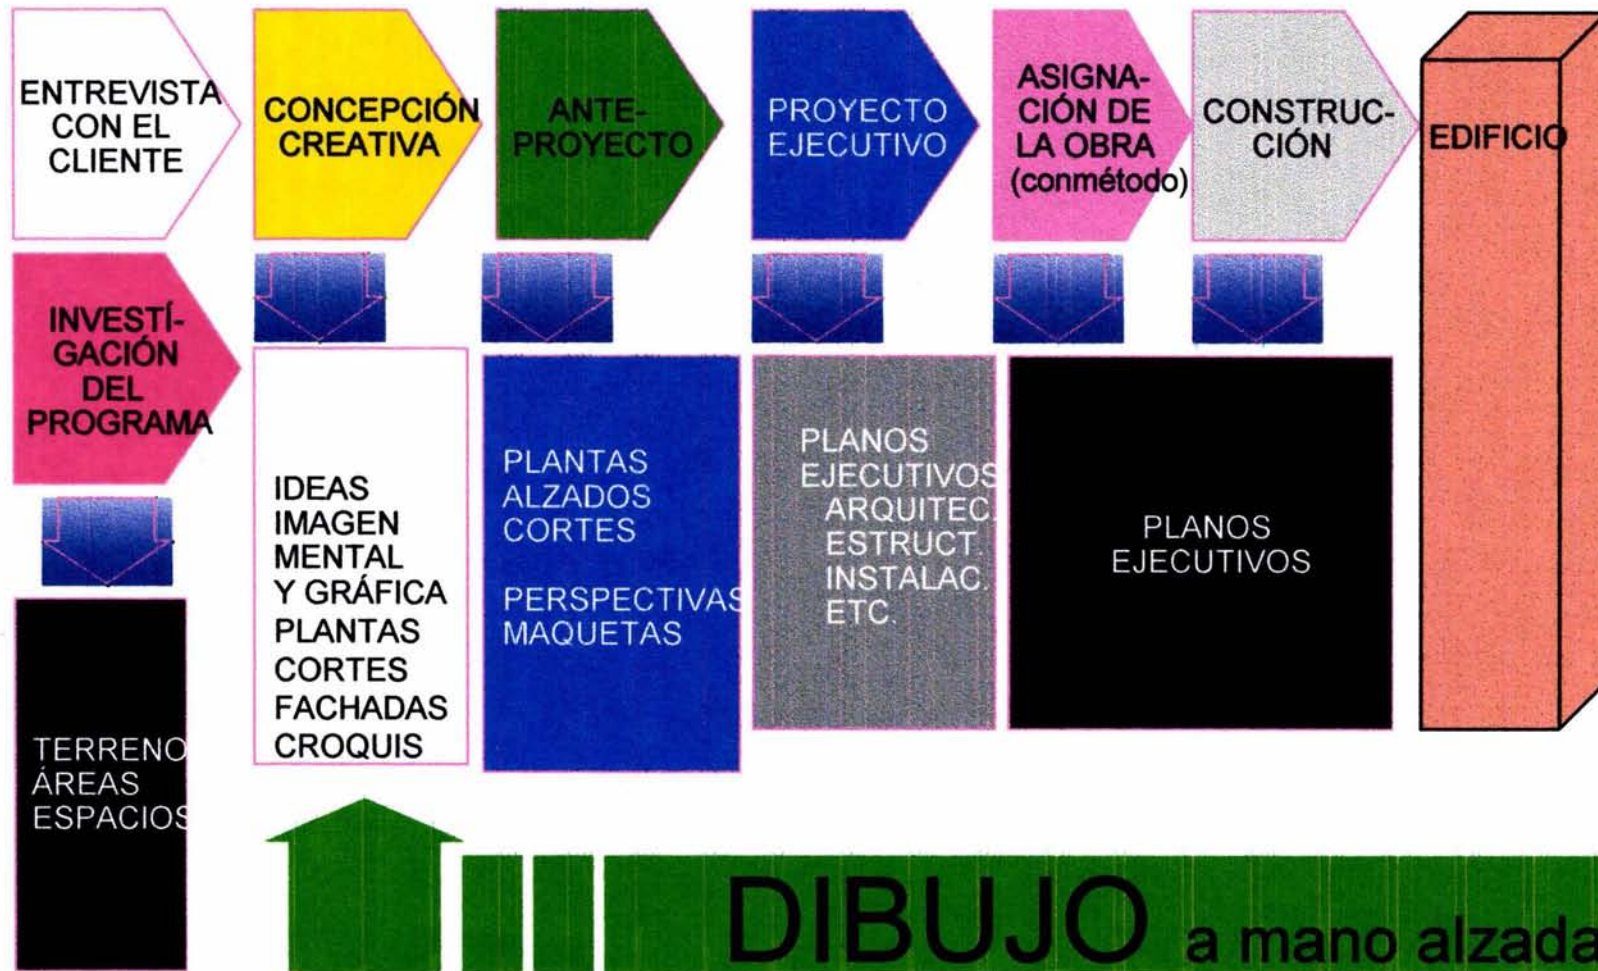 ENTREVISTA
CON EL
CLIENTE
CONCEPCIÓN
CREATIVA
ANTE-
PROYECTO
PROYECTO
EJECUTIVO
ASIGNA-
CIÓN DE
LA OBRA
(conmétodo)
CONSTRUC-
CIÓN
EDIFICIO
INVESTÍ-
GACIÓN
DEL
PROGRAMA
TERRENO
ÁREAS
ESPACIOS
IDEAS
IMAGEN
MENTAL
Y GRÁFICA
PLANTAS
CORTES
FACHADAS
CROQUIS
PLANTAS
ALZADOS
CORTES
PERSPECTIVAS
MAQUETAS
PLANOS
EJECUTIVOS
ARQUITEC.
ESTRUCT.
INSTALAC.
ETC.
PLANOS
EJECUTIVOS
DIBUJO a mano alzada